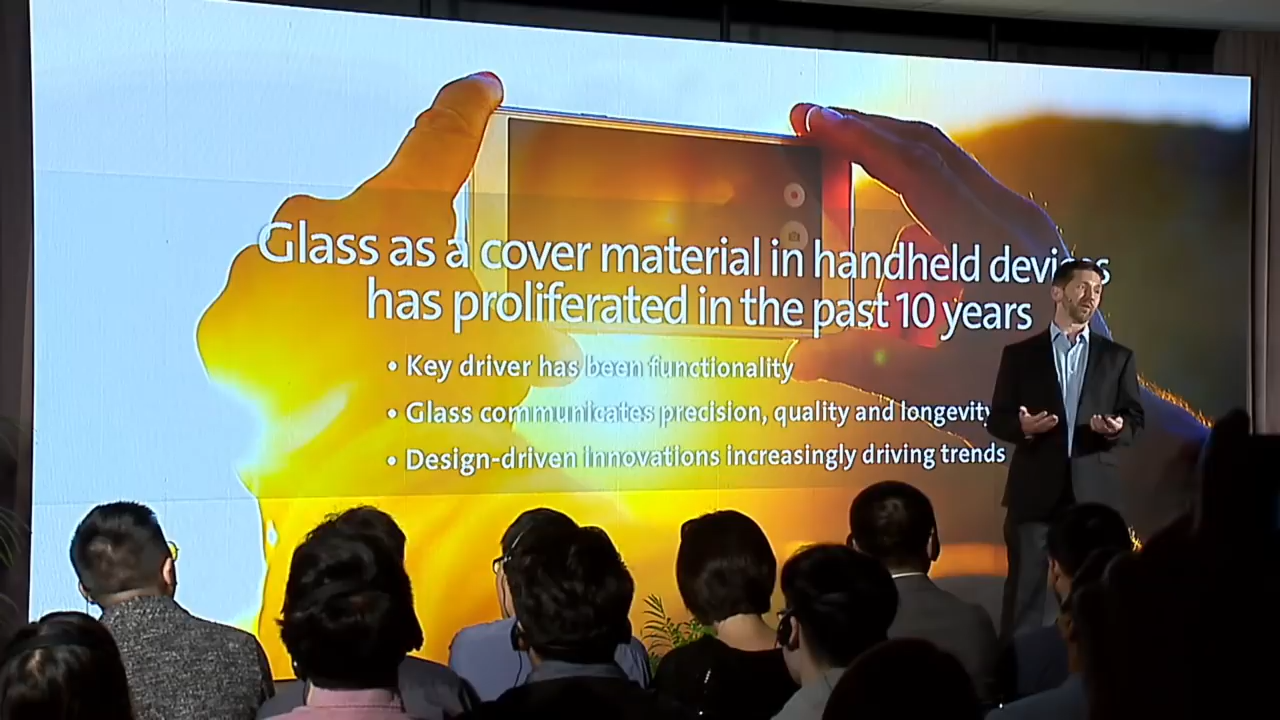 Glass as a cover material in handheld devices
has proliferated in the past 10 years
• Key driver has been functionality
• Glass communicates precision, quality and longevity
• Design-driven innovations increasingly driving trends